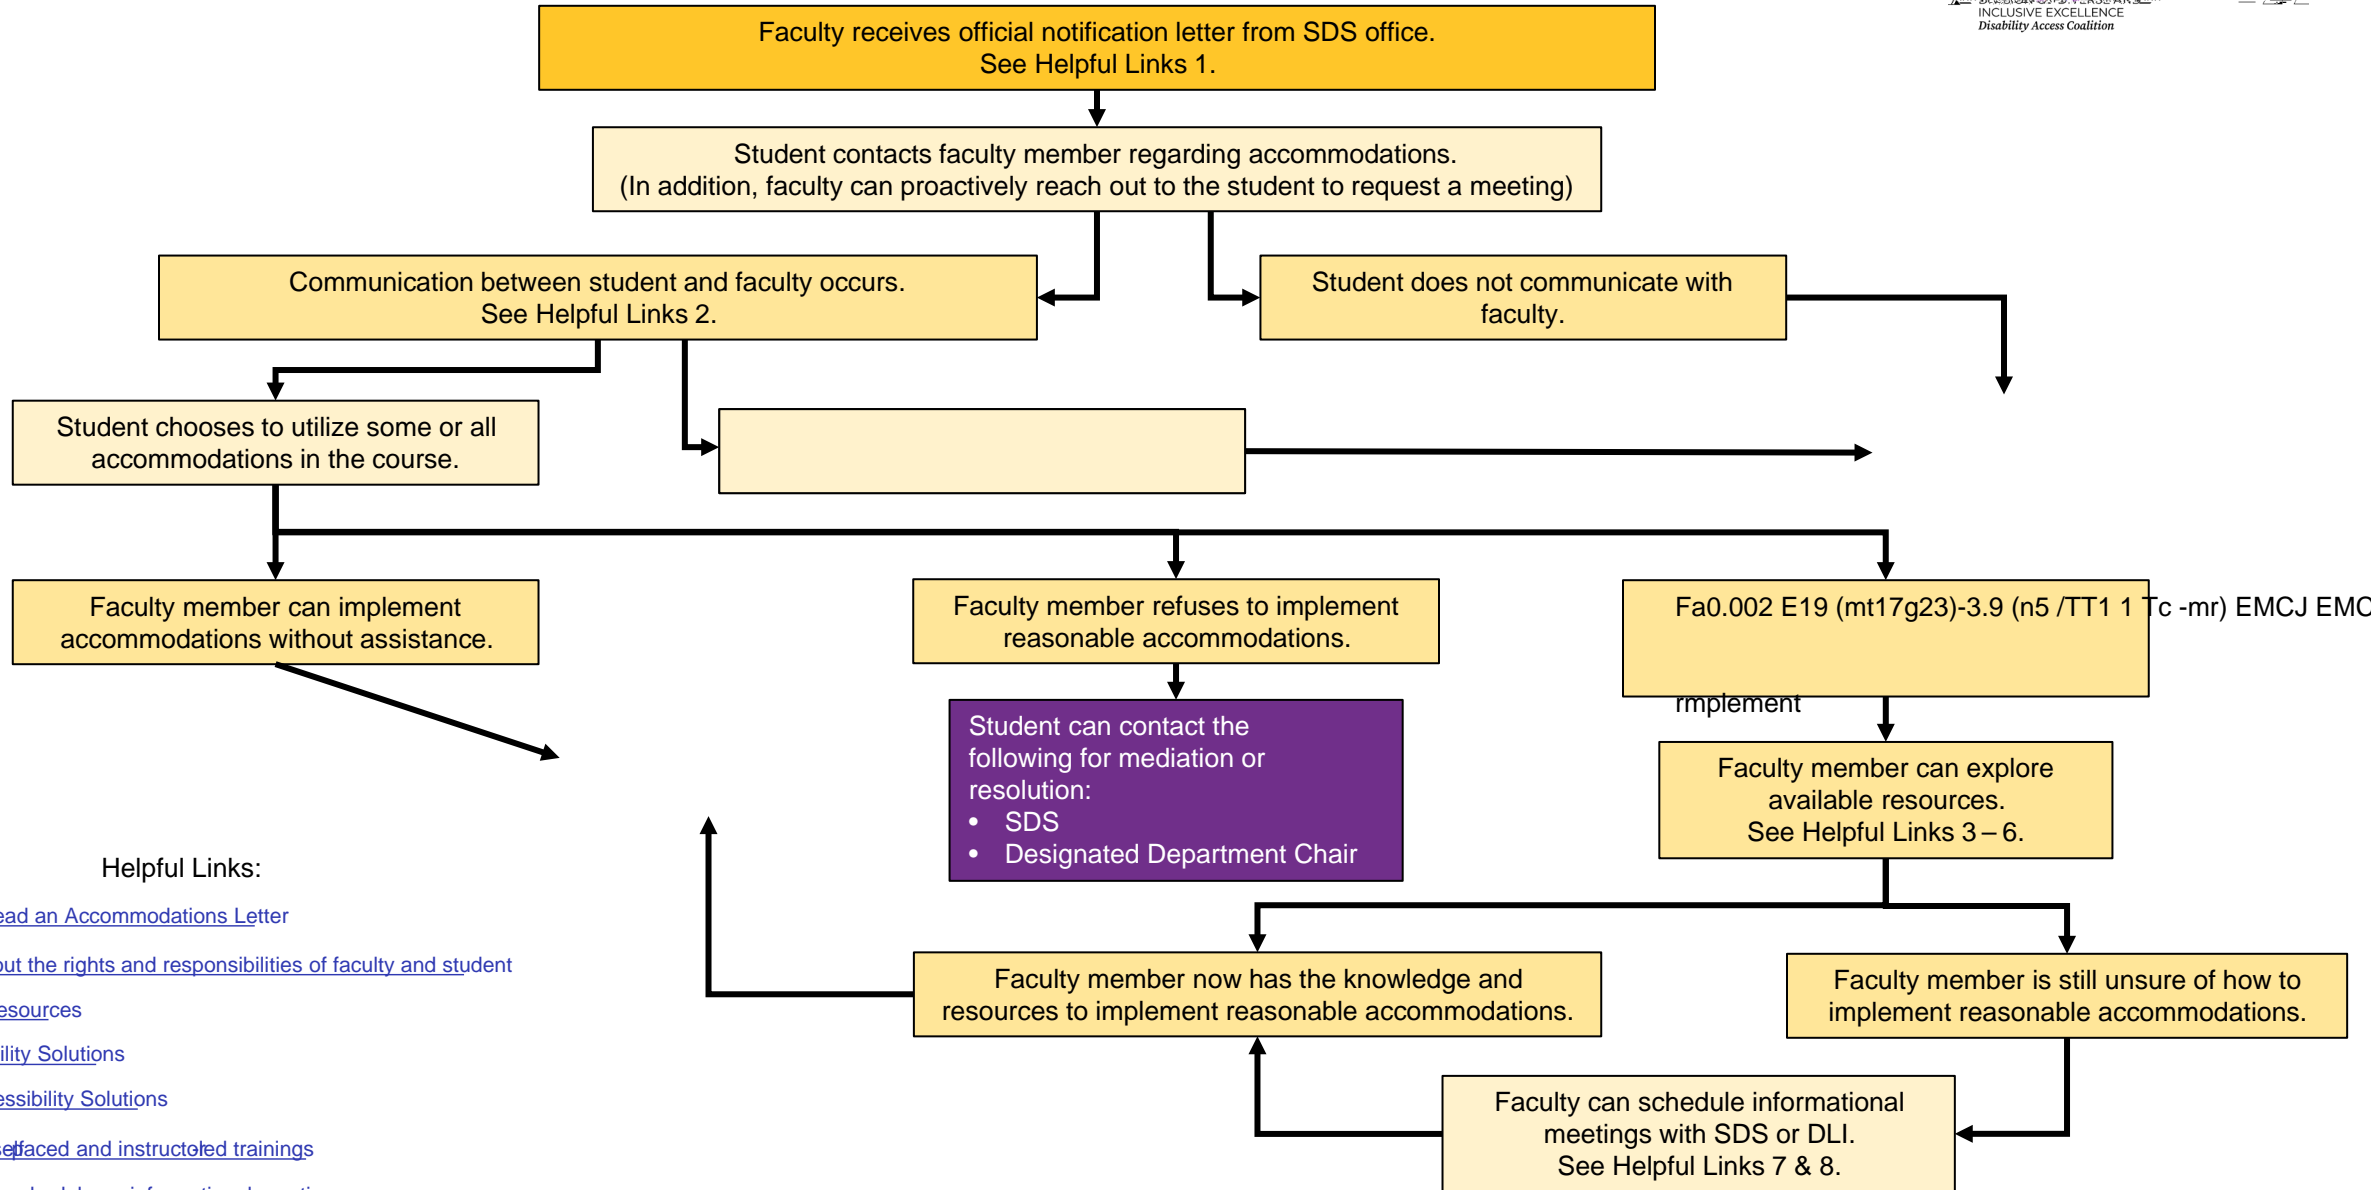 INCLUSIVE EXCELLENCE
Disability Access Coalition
Faculty receives official notification letter from SDS office.
See Helpful Links 1.
Student contacts faculty member regarding accommodations.
(In addition, faculty can proactively reach out to the student to request a meeting)
Communication between student and faculty occurs.
See Helpful Links 2.
Student does not communicate with
faculty.
Student chooses to utilize some or all
accommodations in the course.
Faculty member can implement
accommodations without assistance.
Faculty member refuses to implement
reasonable accommodations.
Fa0.002 E19 (mt17g23)-3.9 (n5 /TT1 1 Tc -mr) EMCJ EMC
rmplement
Student can contact the
following for mediation or
resolution:
• SDS
• Designated Department Chair
Faculty member can explore
available resources.
See Helpful Links 3 – 6.
Faculty member now has the knowledge and
resources to implement reasonable accommodations.
Faculty member is still unsure of how to
implement reasonable accommodations.
Faculty can schedule informational
meetings with SDS or DLI.
See Helpful Links 7 & 8.
Helpful Links:
ead an Accommodations Letter
out the rights and responsibilities of faculty and student
esources
ility Solutions
essibility Solutions
paced and instructor-led trainings